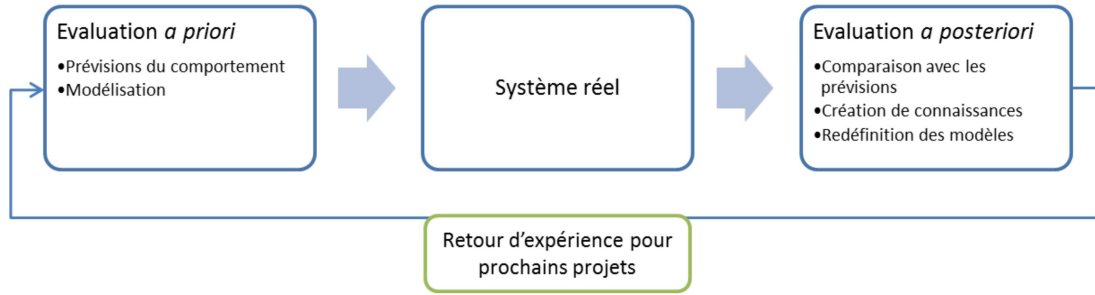 Evaluation a priori
•Prévisions du comportement
•Modélisation
Système réel
Evaluation a posteriori
•Comparaison avec les
prévisions
•Création de connaissances
•Redéfinition des modèles
Retour d’expérience pour
prochains projets